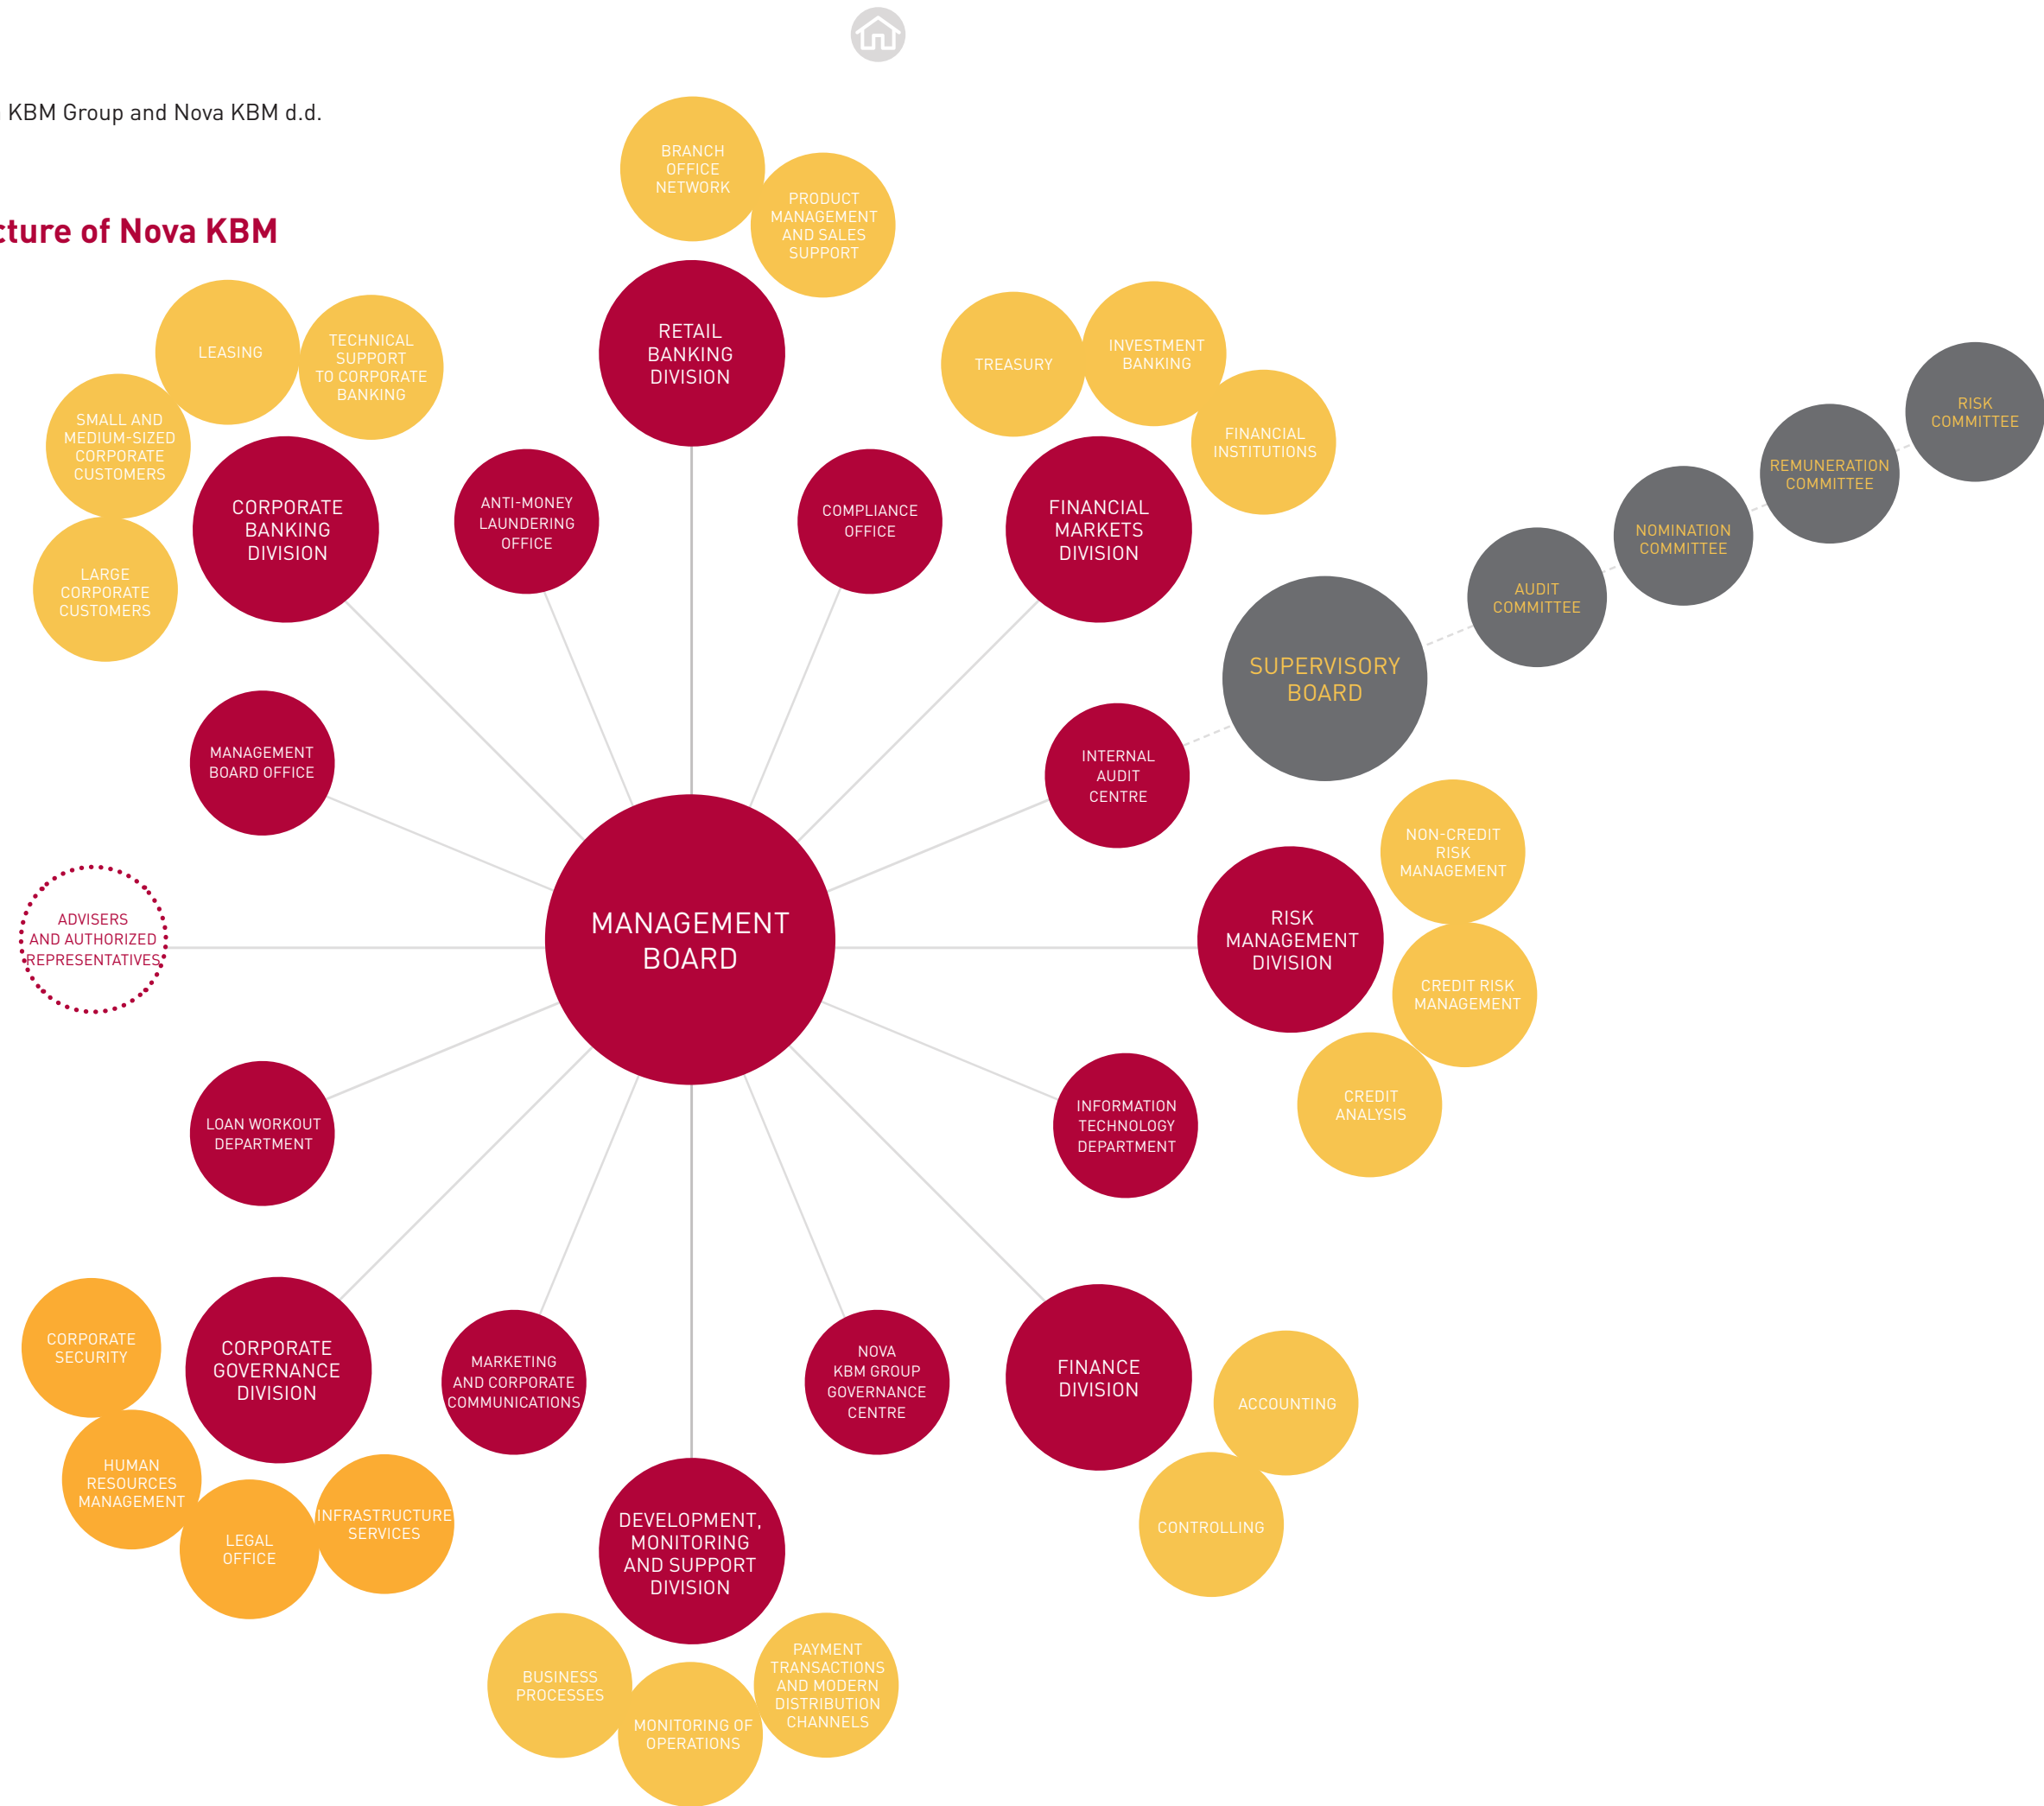 KBM Group and Nova KBM d.d.
cture of Nova KBM
BRANCH
OFFICE
NETWORK
PRODUCT
MANAGEMENT
AND SALES
SUPPORT
RETAIL
BANKING
DIVISION
LEASING
TECHNICAL
SUPPORT
TO CORPORATE
BANKING
SMALL AND
MEDIUM-SIZED
CORPORATE
CUSTOMERS
LARGE
CORPORATE
CUSTOMERS
CORPORATE
BANKING
DIVISION
ANTI-MONEY
LAUNDERING
OFFICE
COMPLIANCE
OFFICE
TREASURY
INVESTMENT
BANKING
FINANCIAL
INSTITUTIONS
FINANCIAL
MARKETS
DIVISION
RISK
COMMITTEE
REMUNERATION
COMMITTEE
NOMINATION
COMMITTEE
AUDIT
COMMITTEE
SUPERVISORY
BOARD
MANAGEMENT
BOARD OFFICE
INTERNAL
AUDIT
CENTRE
NON-CREDIT
RISK
MANAGEMENT
ADVISERS
AND AUTHORIZED
REPRESENTATIVES
MANAGEMENT
BOARD
RISK
MANAGEMENT
DIVISION
CREDIT RISK
MANAGEMENT
CREDIT
ANALYSIS
LOAN WORKOUT
DEPARTMENT
INFORMATION
TECHNOLOGY
DEPARTMENT
CORPORATE
SECURITY
CORPORATE
GOVERNANCE
DIVISION
MARKETING
AND CORPORATE
COMMUNICATIONS
NOVA
KBM GROUP
GOVERNANCE
CENTRE
FINANCE
DIVISION
ACCOUNTING
CONTROLLING
HUMAN
RESOURCES
MANAGEMENT
LEGAL
OFFICE
INFRASTRUCTURE
SERVICES
DEVELOPMENT,
MONITORING
AND SUPPORT
DIVISION
BUSINESS
PROCESSES
MONITORING OF
OPERATIONS
PAYMENT
TRANSACTIONS
AND MODERN
DISTRIBUTION
CHANNELS